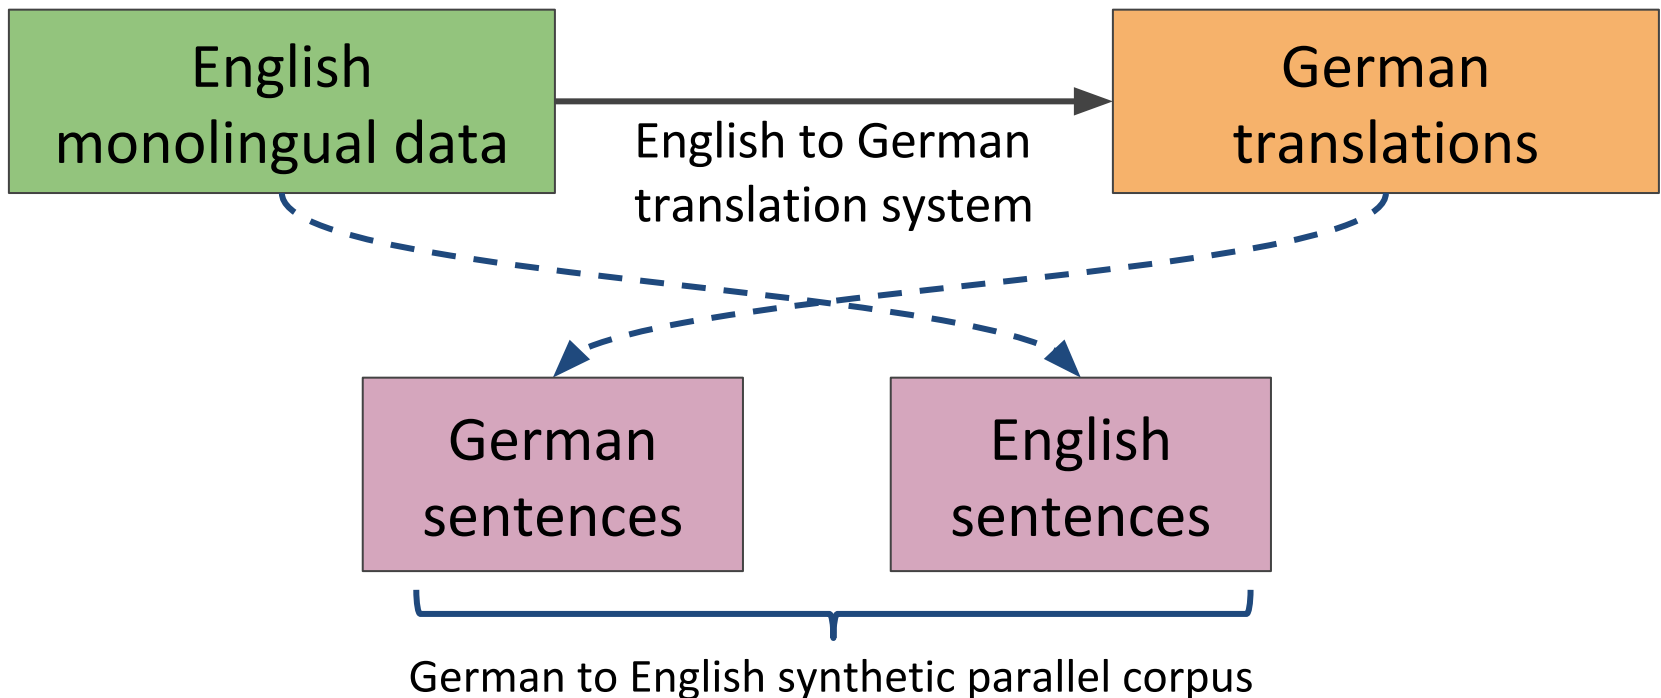 English
monolingual data
English to German
translation system
German
translations
German
sentences
English
sentences
German to English synthetic parallel corpus